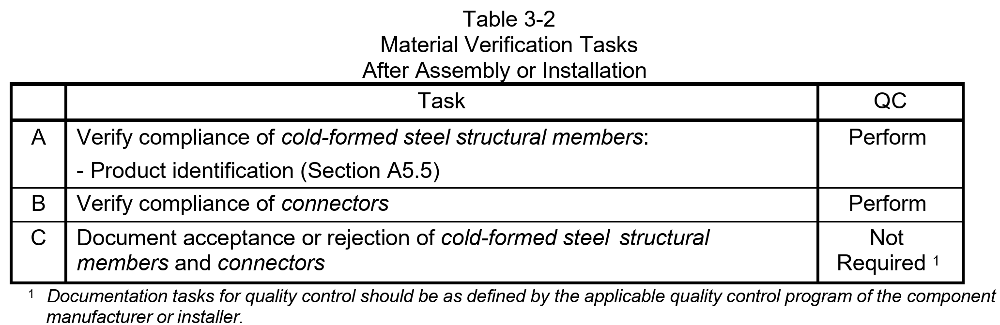 Table 3-2
Material Verification Tasks
After Assembly or Installation
Task QC
A Verify compliance of cold-formed steel structural members: Perform
- Product identification (Section A5.5)
B Verify compliance of connectors Perform
C Document acceptance or rejection of cold-formed steel structural Not
members and connectors Required 1
1 Documentation tasks for quality control should be as defined by the applicable quality control program of the component
manufacturer or installer.